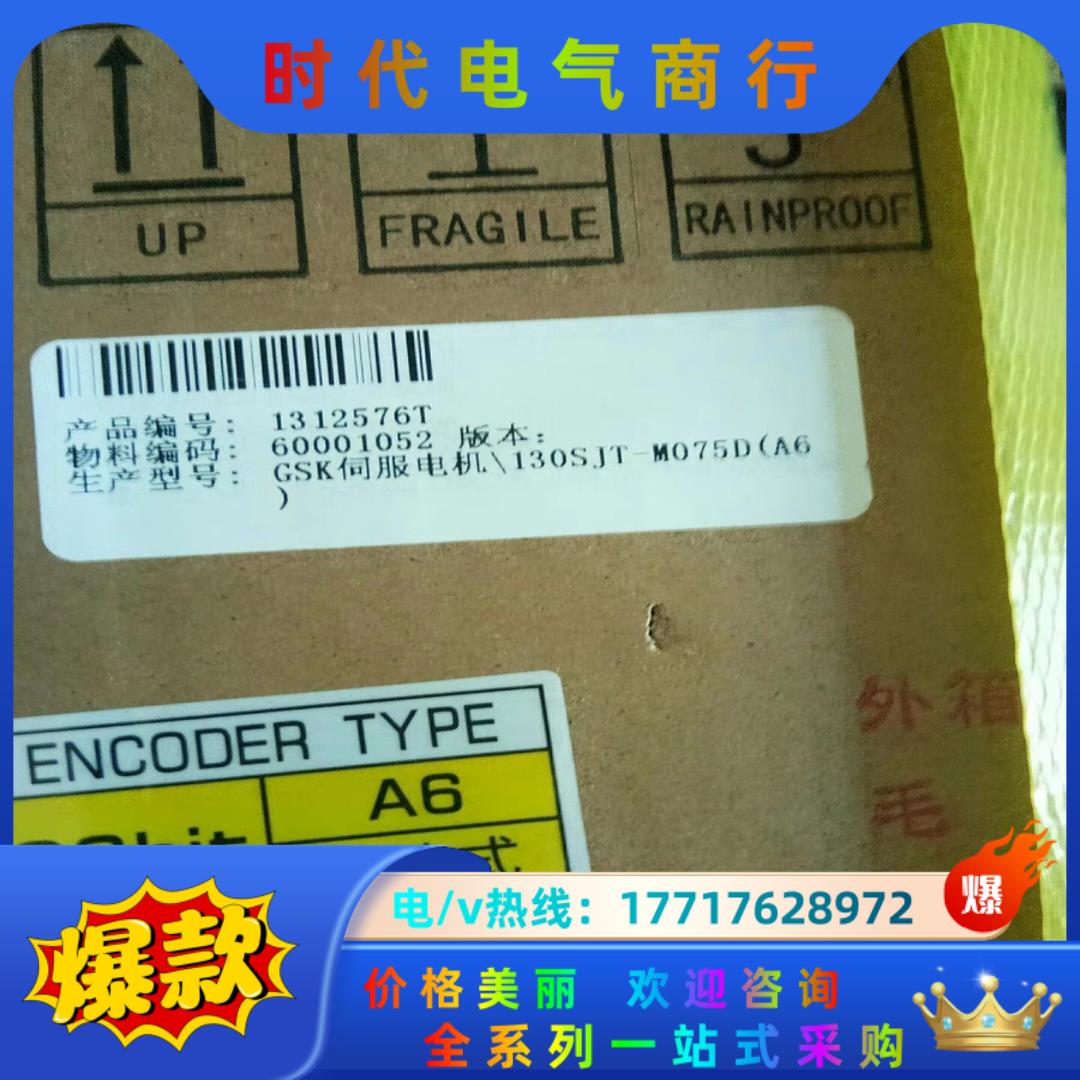 时代电气商行
UP
FRAGILE
RAINPROOF
产品编号: 1312576T
物料编码: 60001052 版本:
生产型号: GSK伺服电机\130SJT-M075D(A6
)
ENCODER TYPE
A6
式
外箱
毛
电/v热线：17717628972
爆
爆款
价格美丽 欢迎咨询
全系列一站式采购